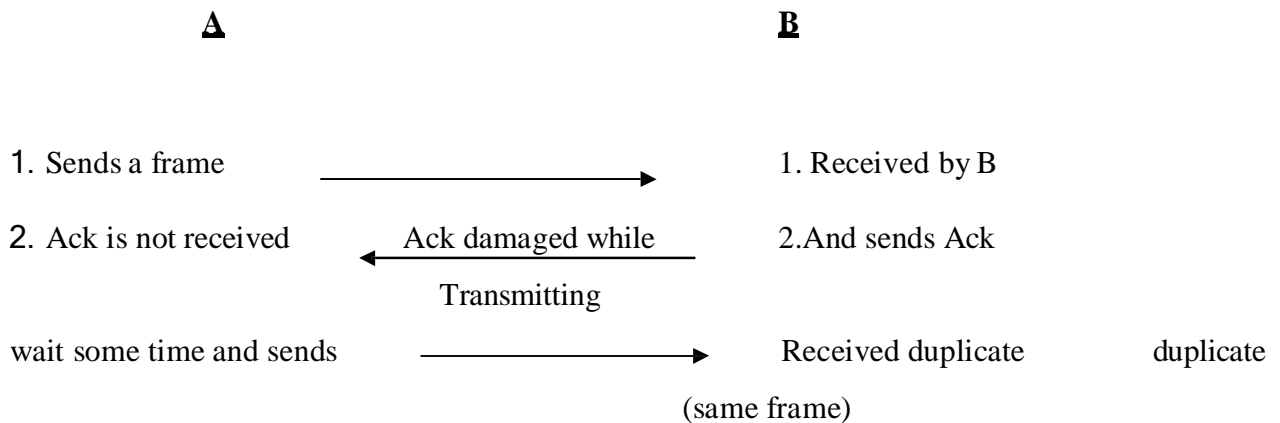 A B
1. Sends a frame 1. Received by B
2. Ack is not received Ack damaged while 2.And sends Ack
Transmitting
wait some time and sends Received duplicate duplicate
(same frame)